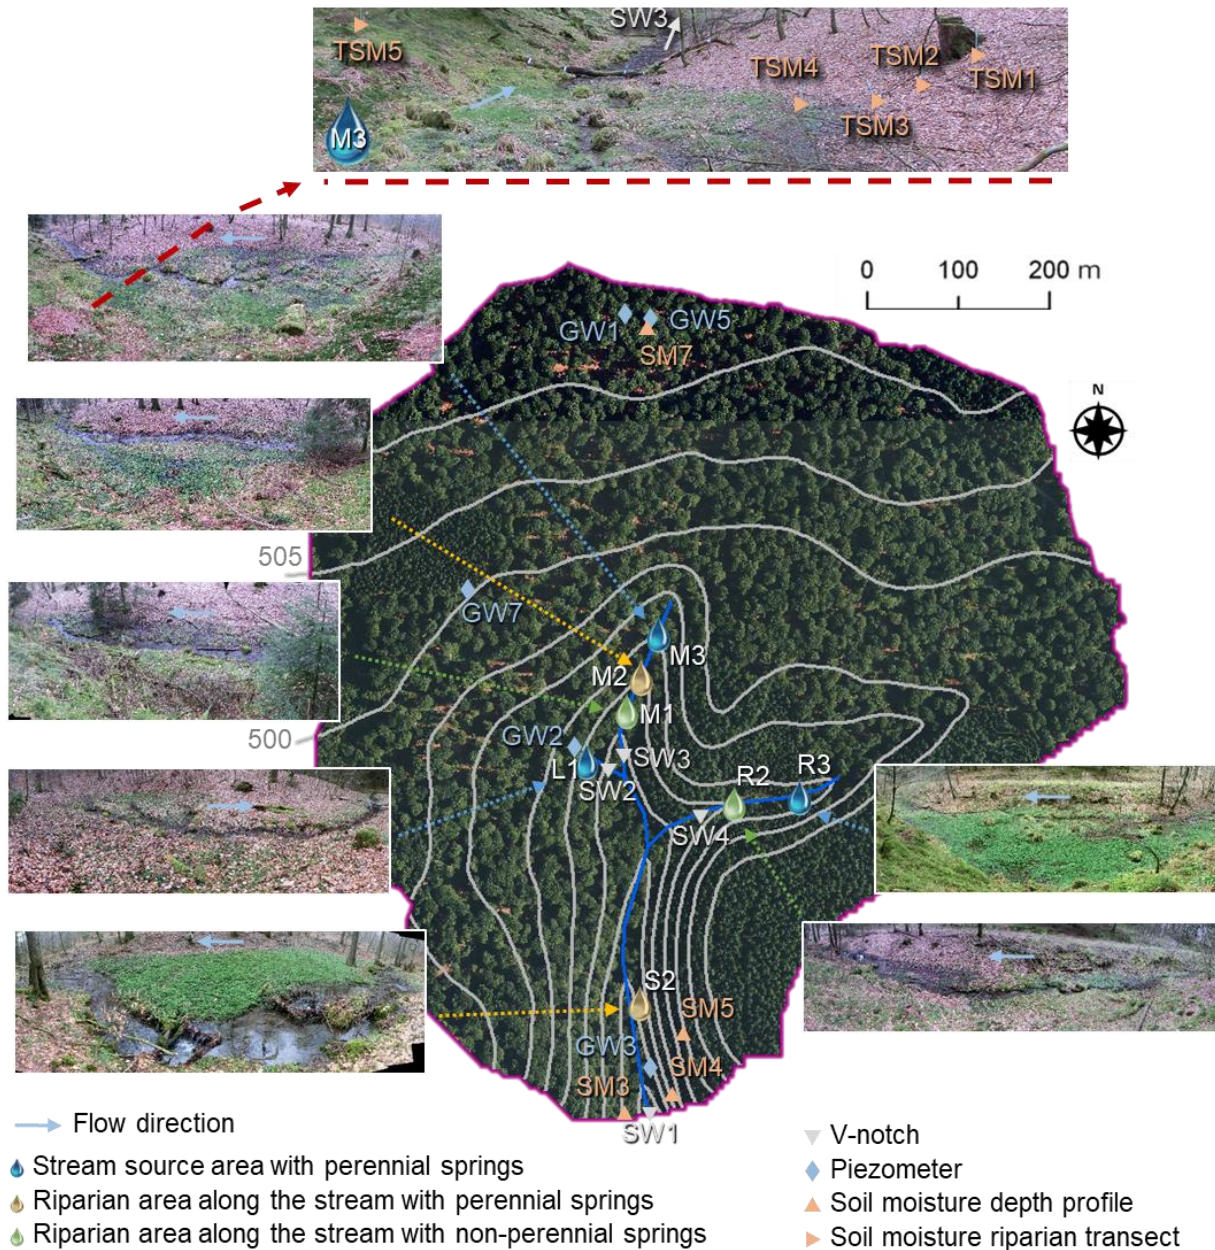 SW3
TSM5
TSM2
TSM4
TSM1
TSM3
M3
0 100 200 m
N
GW1
GW5
SM7
505
GW7
M3
M2
M1
500
GW2
SW3
L1
SW2
R2
R3
SW4
S2
SM5
GW3
SM4
SM3
SW1
Flow direction
Stream source area with perennial springs
Riparian area along the stream with perennial springs
Riparian area along the stream with non-perennial springs
V-notch
Piezometer
Soil moisture depth profile
Soil moisture riparian transect